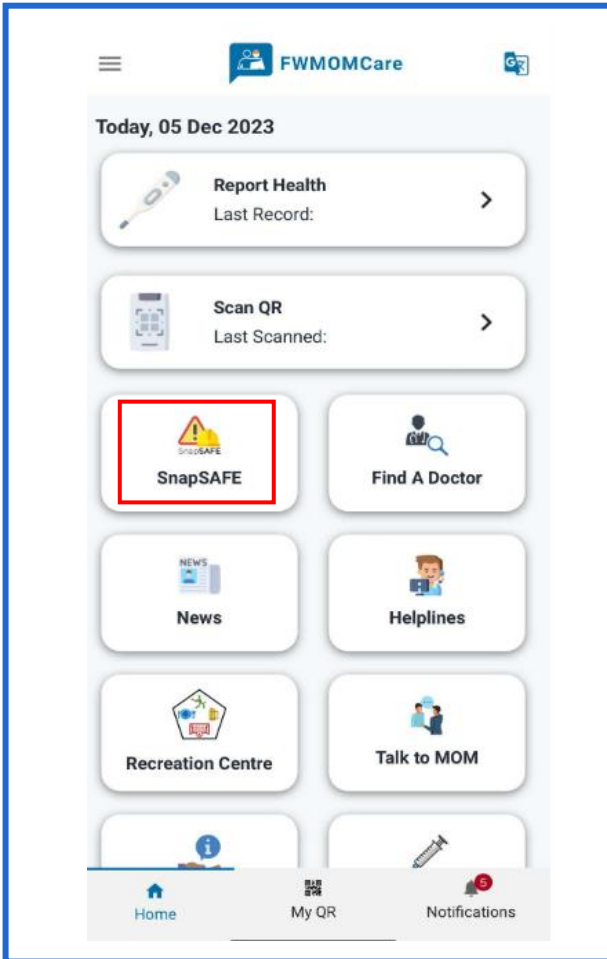 FWMOMCare
Today, 05 Dec 2023
Report Health
Last Record:
Scan QR
Last Scanned:
SnapSAFE
SnapSAFE
Find A Doctor
NEWS
News
Helplines
Recreation Centre
Talk to MOM
5
Home
My QR
Notifications